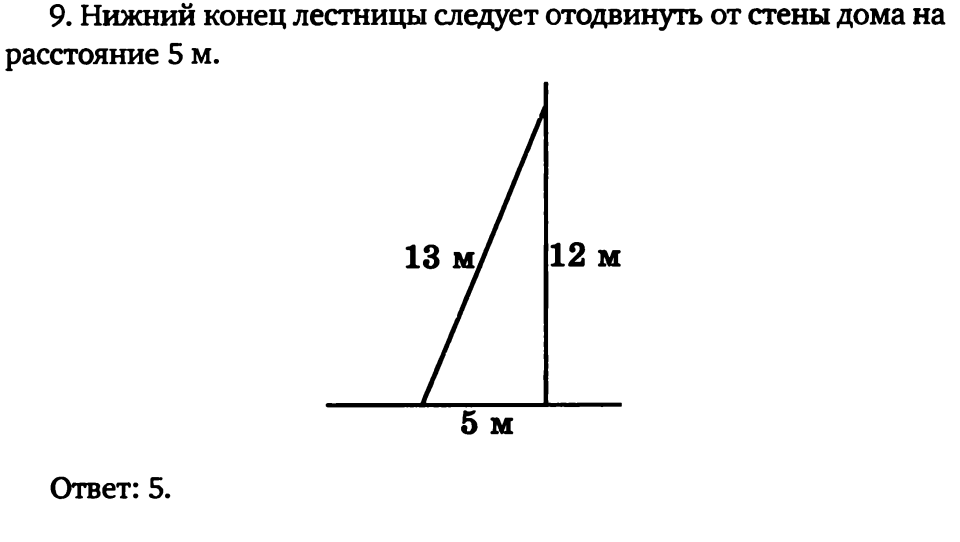 9. Нижний конец лестницы следует отодвинуть от стены дома на
расстояние 5 м.
13 м
12 м
5 м
Ответ: 5.